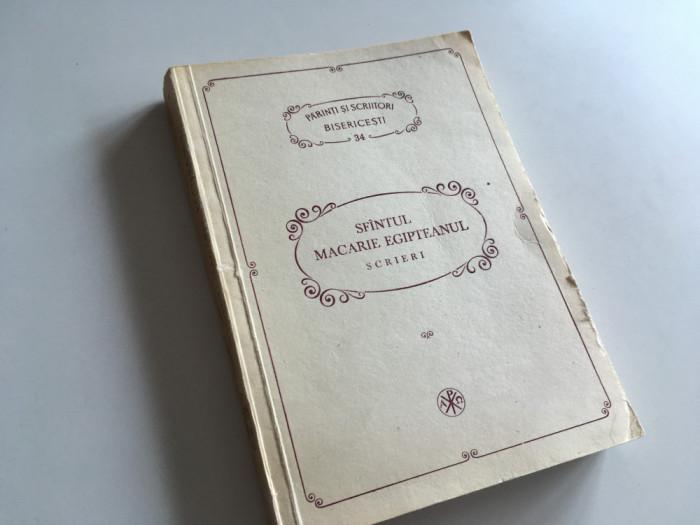 PĂRINȚI ȘI SCRIITORI
BISERICEȘTI
34
SFÎNTUL
MACARIE EGIPTEANUL
SCRIERI
Α Ρ Ω